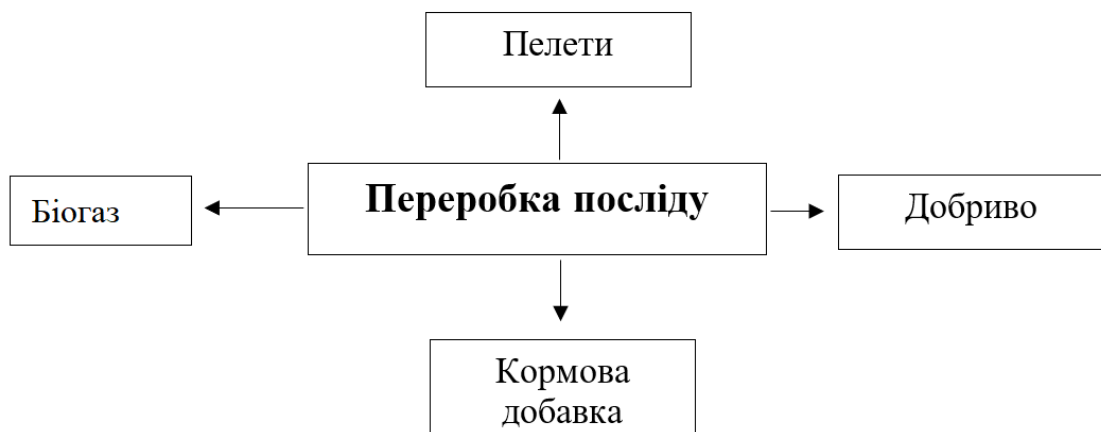 Пелети
Біогаз
Переробка посліду
Добриво
Кормова
добавка